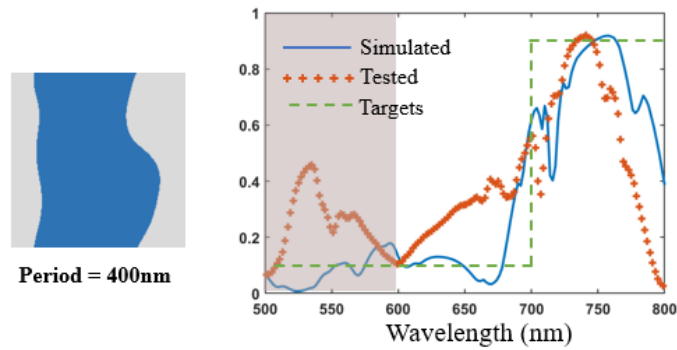 Period = 400nm
1
0.8
0.6
0.4
0.2
0
Simulated
Tested
Targets
500 550 600 650 700 750 800
Wavelength (nm)